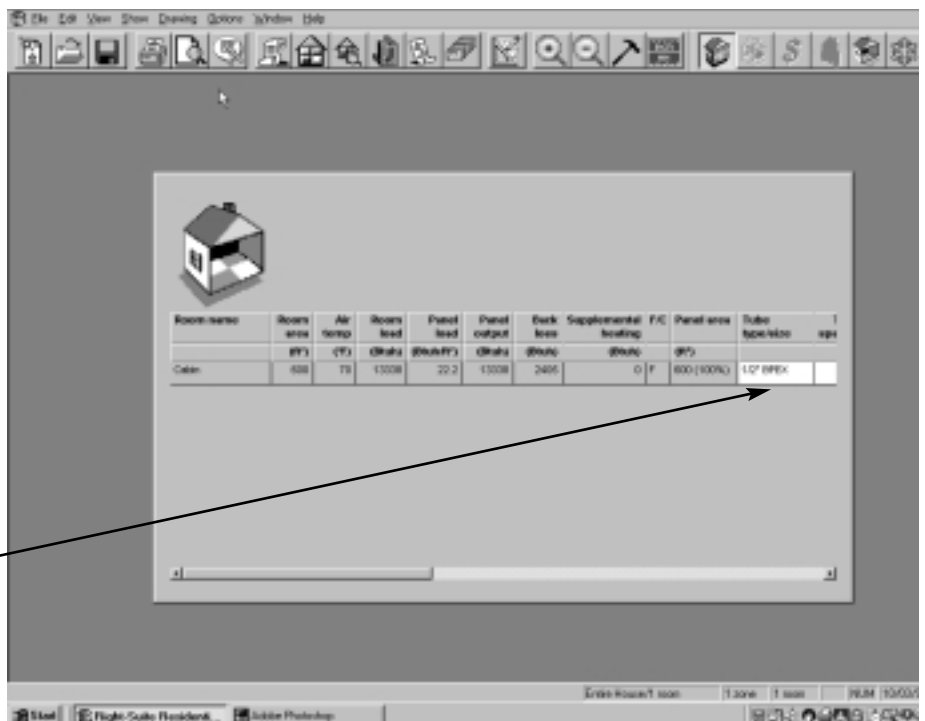 File Edit View Show Drawing Options Window Help
Room name Room area Air temp Room load Panel load Panel output Back loss Supplemental heating F/C Panel area Tube type/size
(ft²) (°F) (Btuh) (Btuh/ft²) (Btuh) (Btuh) (Btuh) (ft²)
Cabin 600 70 13338 22.2 13338 2405 0 F 600 (100%) 1/2" BPEX
Entire House/1 room 1 zone 1 room NUM
Start Right-Suite Residenti... Adobe Photoshop